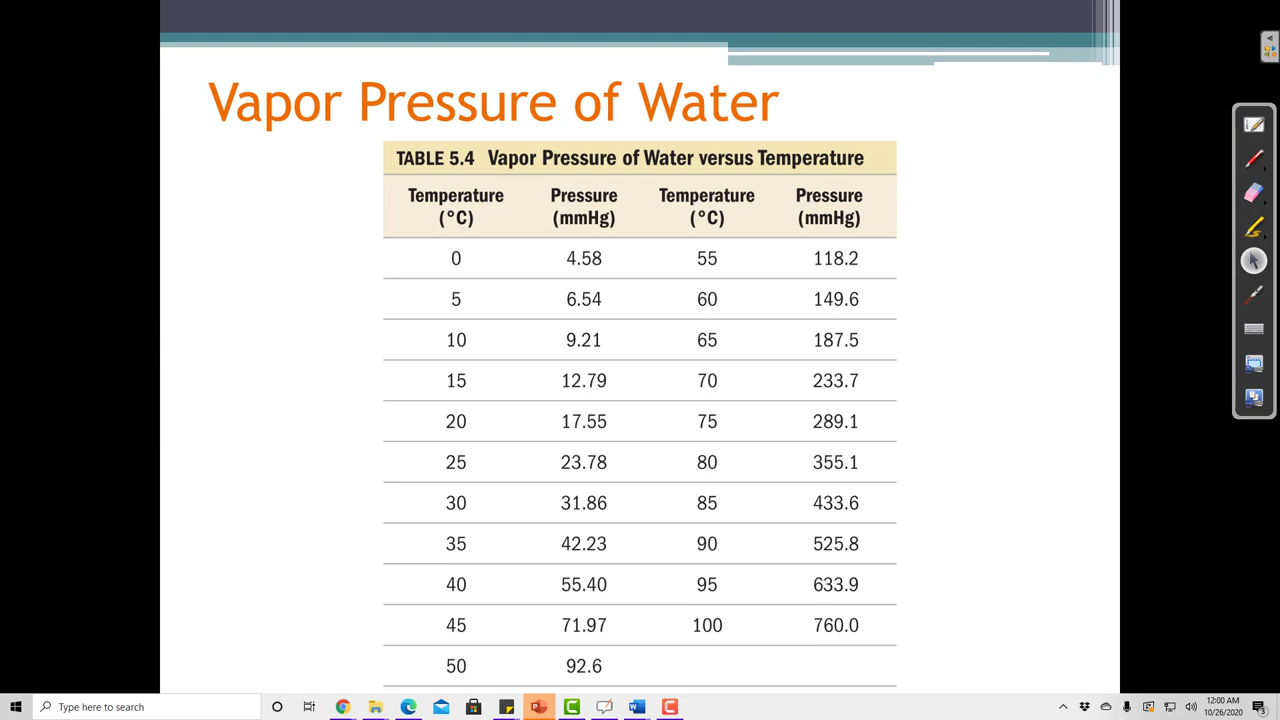 Vapor Pressure of Water
TABLE 5.4 Vapor Pressure of Water versus Temperature
Temperature (°C) Pressure (mmHg) Temperature (°C) Pressure (mmHg)
0 4.58 55 118.2
5 6.54 60 149.6
10 9.21 65 187.5
15 12.79 70 233.7
20 17.55 75 289.1
25 23.78 80 355.1
30 31.86 85 433.6
35 42.23 90 525.8
40 55.40 95 633.9
45 71.97 100 760.0
50 92.6
Type here to search
12:00 AM
10/26/2020